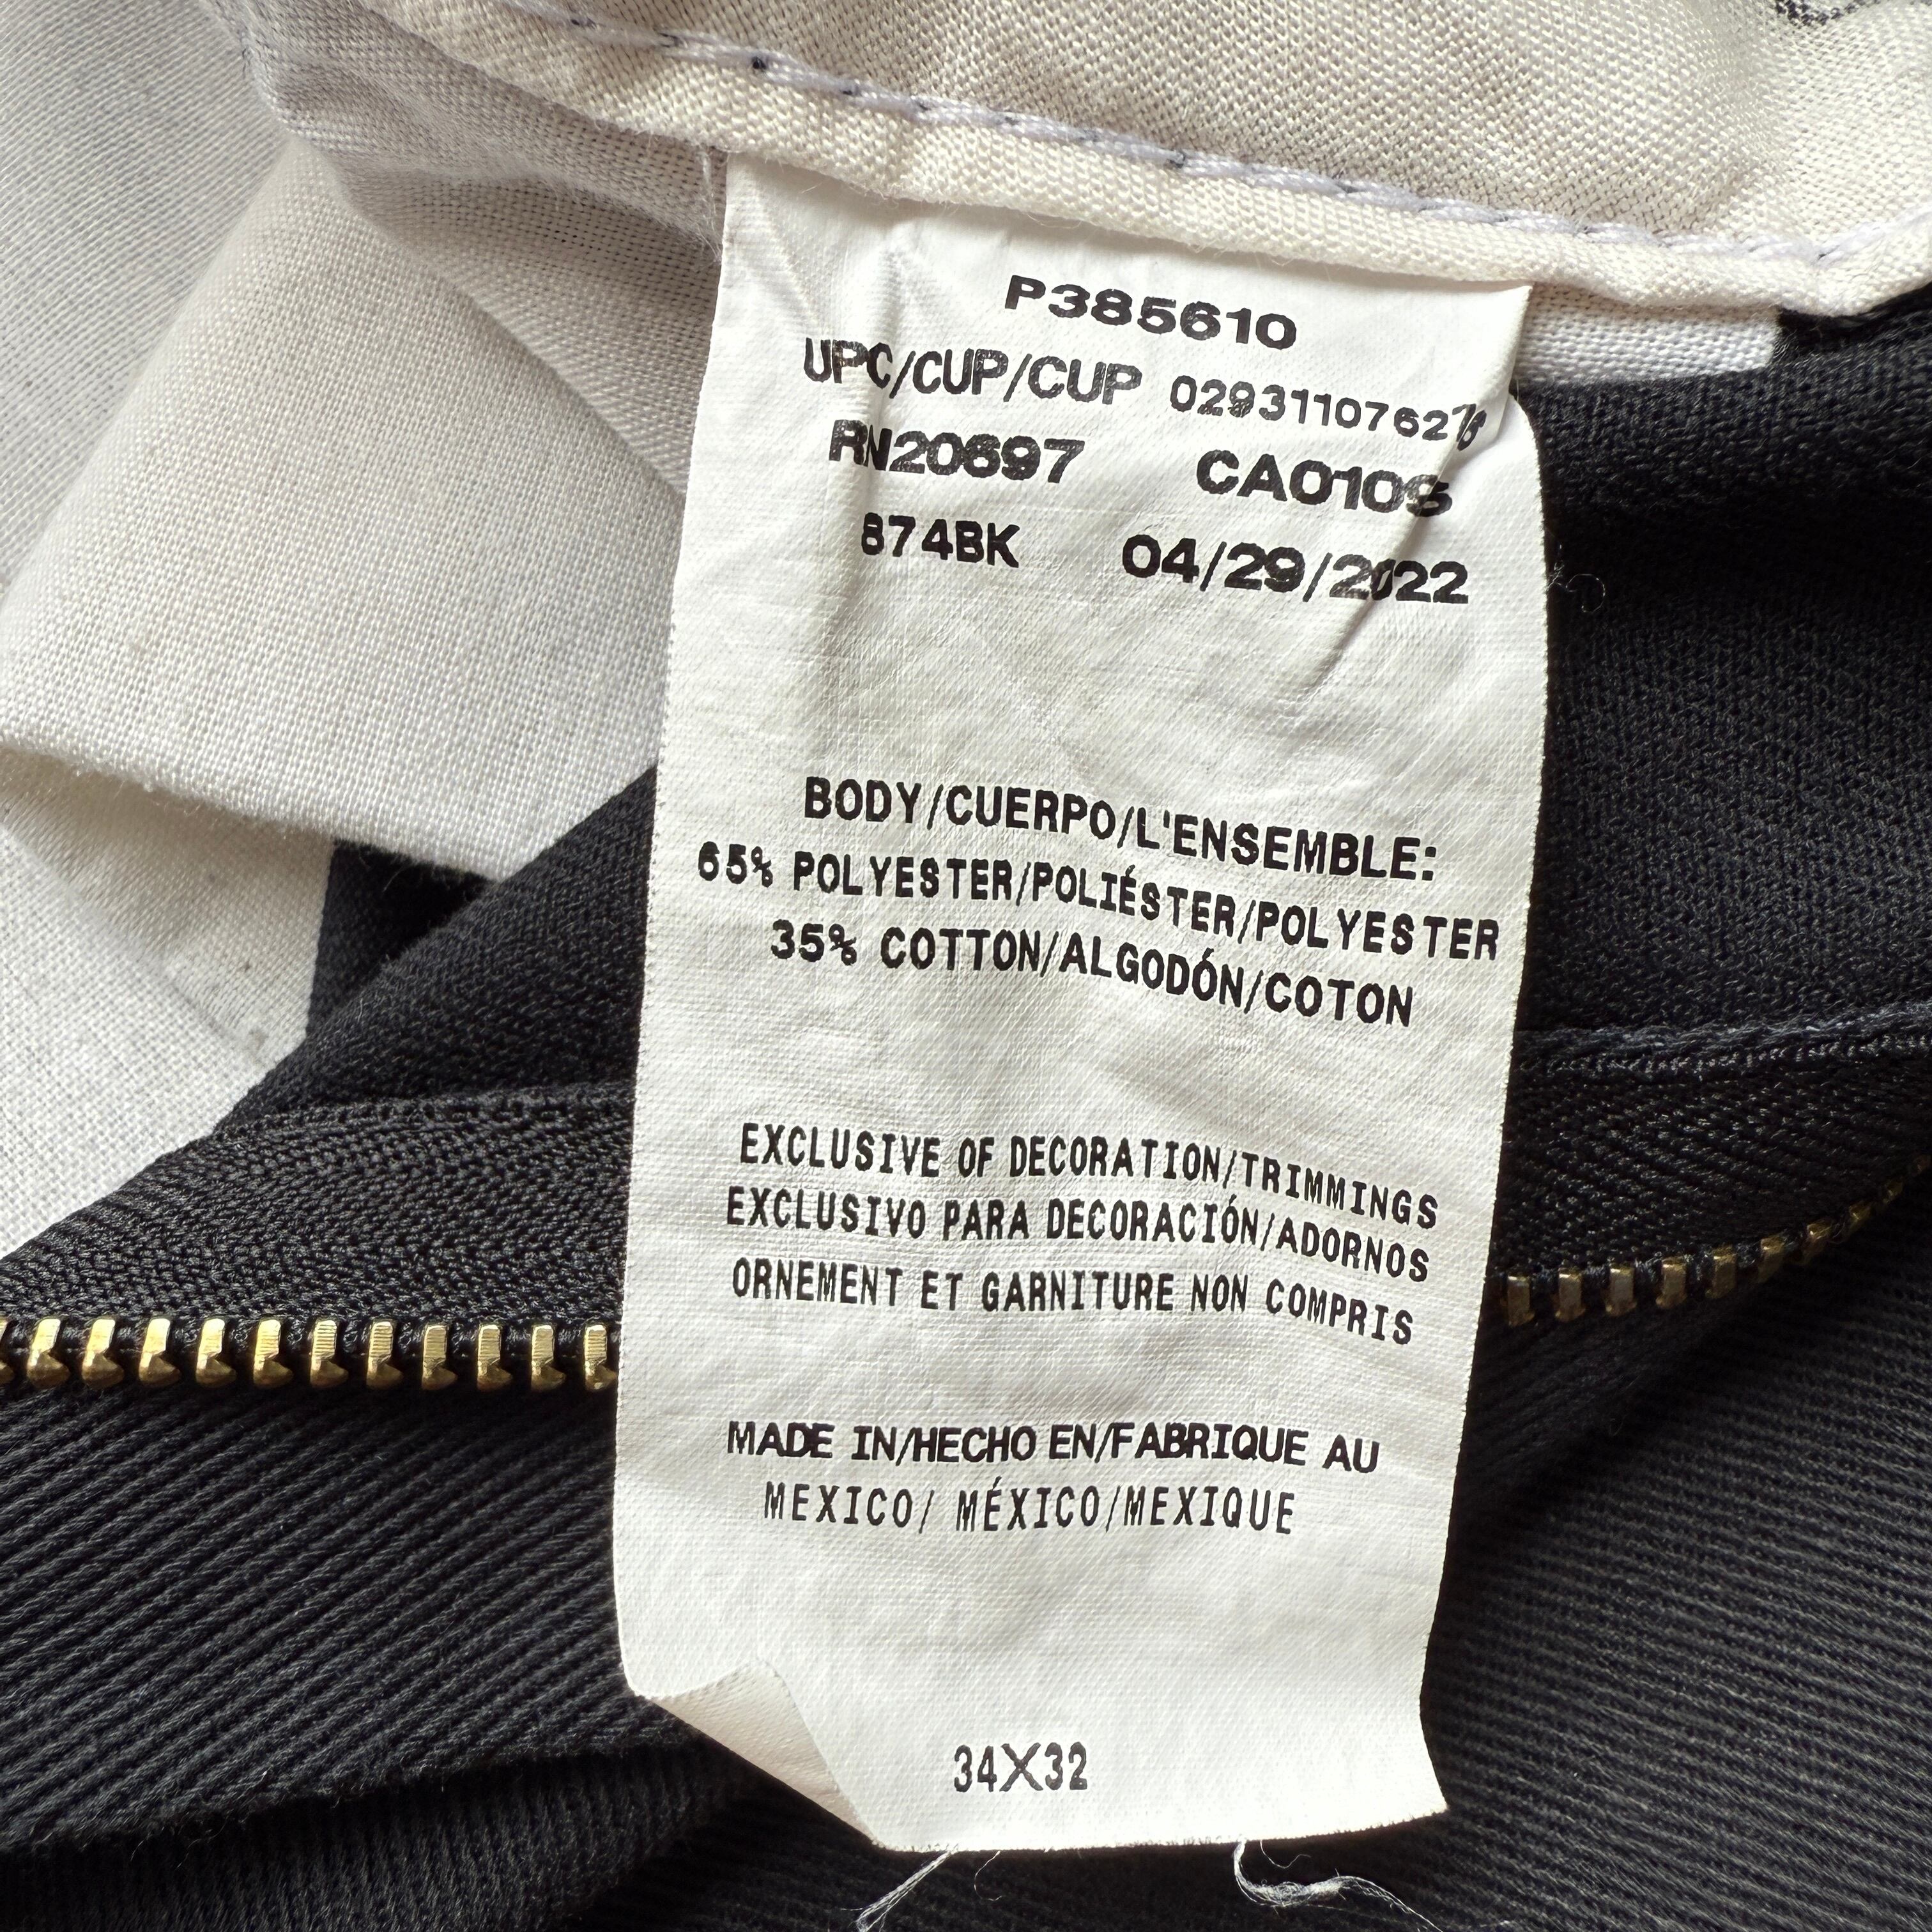 P385610
UPC/CUP/CUP
RN20697 CA0108
874BK 04/29/2022
BODY/CUERPO/L'ENSEMBLE:
65% POLYESTER/POLIÉSTER/POLYESTER
35% COTTON/ALGODÓN/COTON
EXCLUSIVE OF DECORATION/TRIMMINGS
EXCLUSIVO PARA DECORACIÓN/ADORNOS
ORNEMENT ET GARNITURE NON COMPRIS
MADE IN/HECHO EN/FABRIQUE AU
MEXICO/ MÉXICO/MEXIQUE
34X32